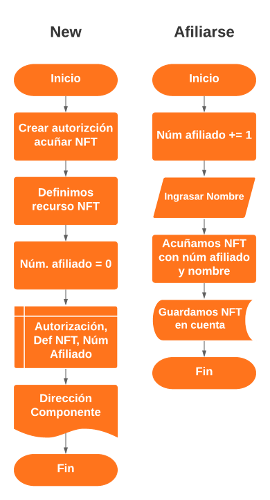 New
Inicio
Crear autorizción
acuñar NFT
Definimos
recurso NFT
Núm. afiliado = 0
Autorización,
Def NFT, Núm
Afiliado
Dirección
Componente
Fin
Afiliarse
Inicio
Núm afiliado += 1
Ingrasar Nombre
Acuñamos NFT
con núm afiliado
y nombre
Guardamos NFT
en cuenta
Fin